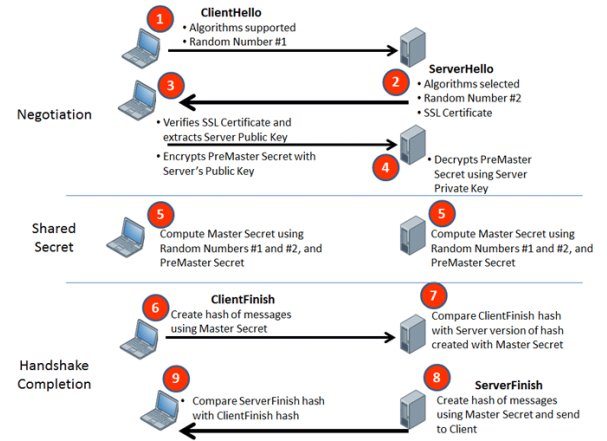 1
ClientHello
• Algorithms supported
• Random Number #1
2
ServerHello
• Algorithms selected
• Random Number #2
• SSL Certificate
Negotiation
3
• Verifies SSL Certificate and
extracts Server Public Key
• Encrypts PreMaster Secret with
Server's Public Key
4
• Decrypts PreMaster
Secret using Server
Private Key
Shared
Secret
5
Compute Master Secret using
Random Numbers #1 and #2, and
PreMaster Secret
5
Compute Master Secret using
Random Numbers #1 and #2, and
PreMaster Secret
Handshake
Completion
6
ClientFinish
Create hash of messages
using Master Secret
7
Compare ClientFinish hash
with Server version of hash
created with Master Secret
8
ServerFinish
Create hash of messages
using Master Secret and send
to Client
9
• Compare ServerFinish hash
with ClientFinish hash